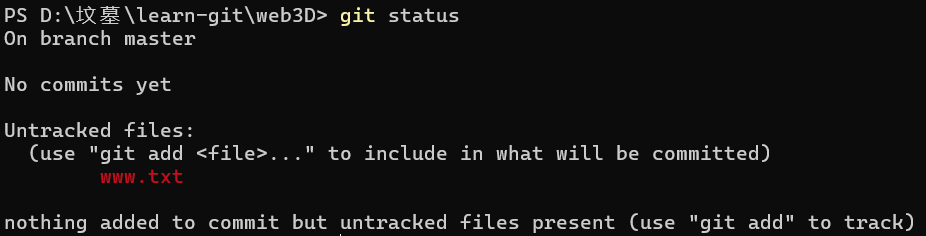 PS D:\坟墓\learn-git\web3D> git status
On branch master
No commits yet
Untracked files:
(use "git add <file>..." to include in what will be committed)
www.txt
nothing added to commit but untracked files present (use "git add" to track)